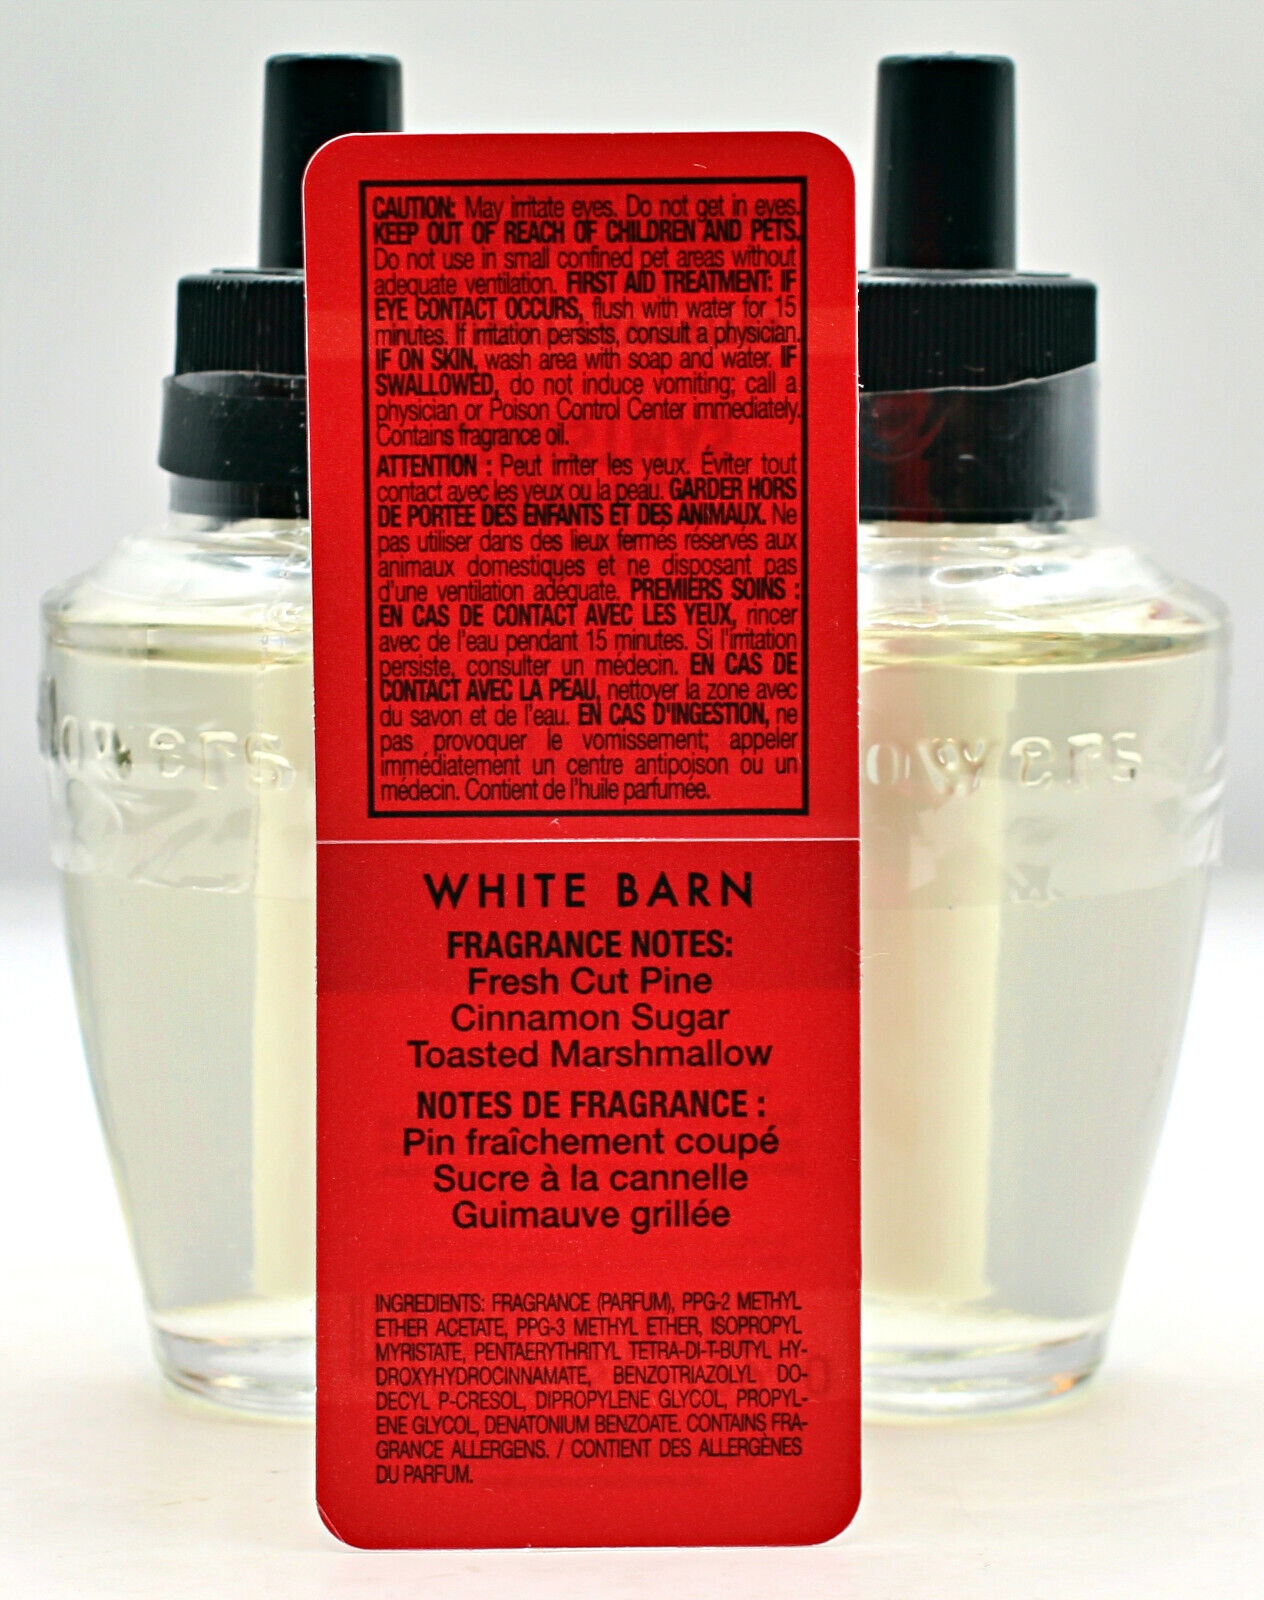 CAUTION: May irritate eyes. Do not get in eyes.
KEEP OUT OF REACH OF CHILDREN AND PETS.
Do not use in small confined pet areas without
adequate ventilation. FIRST AID TREATMENT: IF
EYE CONTACT OCCURS, flush with water for 15
minutes. If irritation persists, consult a physician.
IF ON SKIN, wash area with soap and water. IF
SWALLOWED, do not induce vomiting; call a
physician or Poison Control Center immediately.
Contains fragrance oil.
ATTENTION : Peut irriter les yeux. Éviter tout
contact avec les yeux ou la peau. GARDER HORS
DE PORTÉE DES ENFANTS ET DES ANIMAUX. Ne
pas utiliser dans des lieux fermés réservés aux
animaux domestiques et ne disposant pas
d'une ventilation adéquate. PREMIERS SOINS :
EN CAS DE CONTACT AVEC LES YEUX, rincer
avec de l'eau pendant 15 minutes. Si l'irritation
persiste, consulter un médecin. EN CAS DE
CONTACT AVEC LA PEAU, nettoyer la zone avec
du savon et de l'eau. EN CAS D'INGESTION, ne
pas provoquer le vomissement; appeler
immédiatement un centre antipoison ou un
médecin. Contient de l'huile parfumée.
lowers
owers
WHITE BARN
FRAGRANCE NOTES:
Fresh Cut Pine
Cinnamon Sugar
Toasted Marshmallow
NOTES DE FRAGRANCE :
Pin fraîchement coupé
Sucre à la cannelle
Guimauve grillée
INGREDIENTS: FRAGRANCE (PARFUM), PPG-2 METHYL
ETHER ACETATE, PPG-3 METHYL ETHER, ISOPROPYL
MYRISTATE, PENTAERYTHRITYL TETRA-DI-T-BUTYL HY-
DROXYHYDROCINNAMATE, BENZOTRIAZOLYL DO-
DECYL P-CRESOL, DIPROPYLENE GLYCOL, PROPYL-
ENE GLYCOL, DENATONIUM BENZOATE. CONTAINS FRA-
GRANCE ALLERGENS. / CONTIENT DES ALLERGÈNES
DU PARFUM.